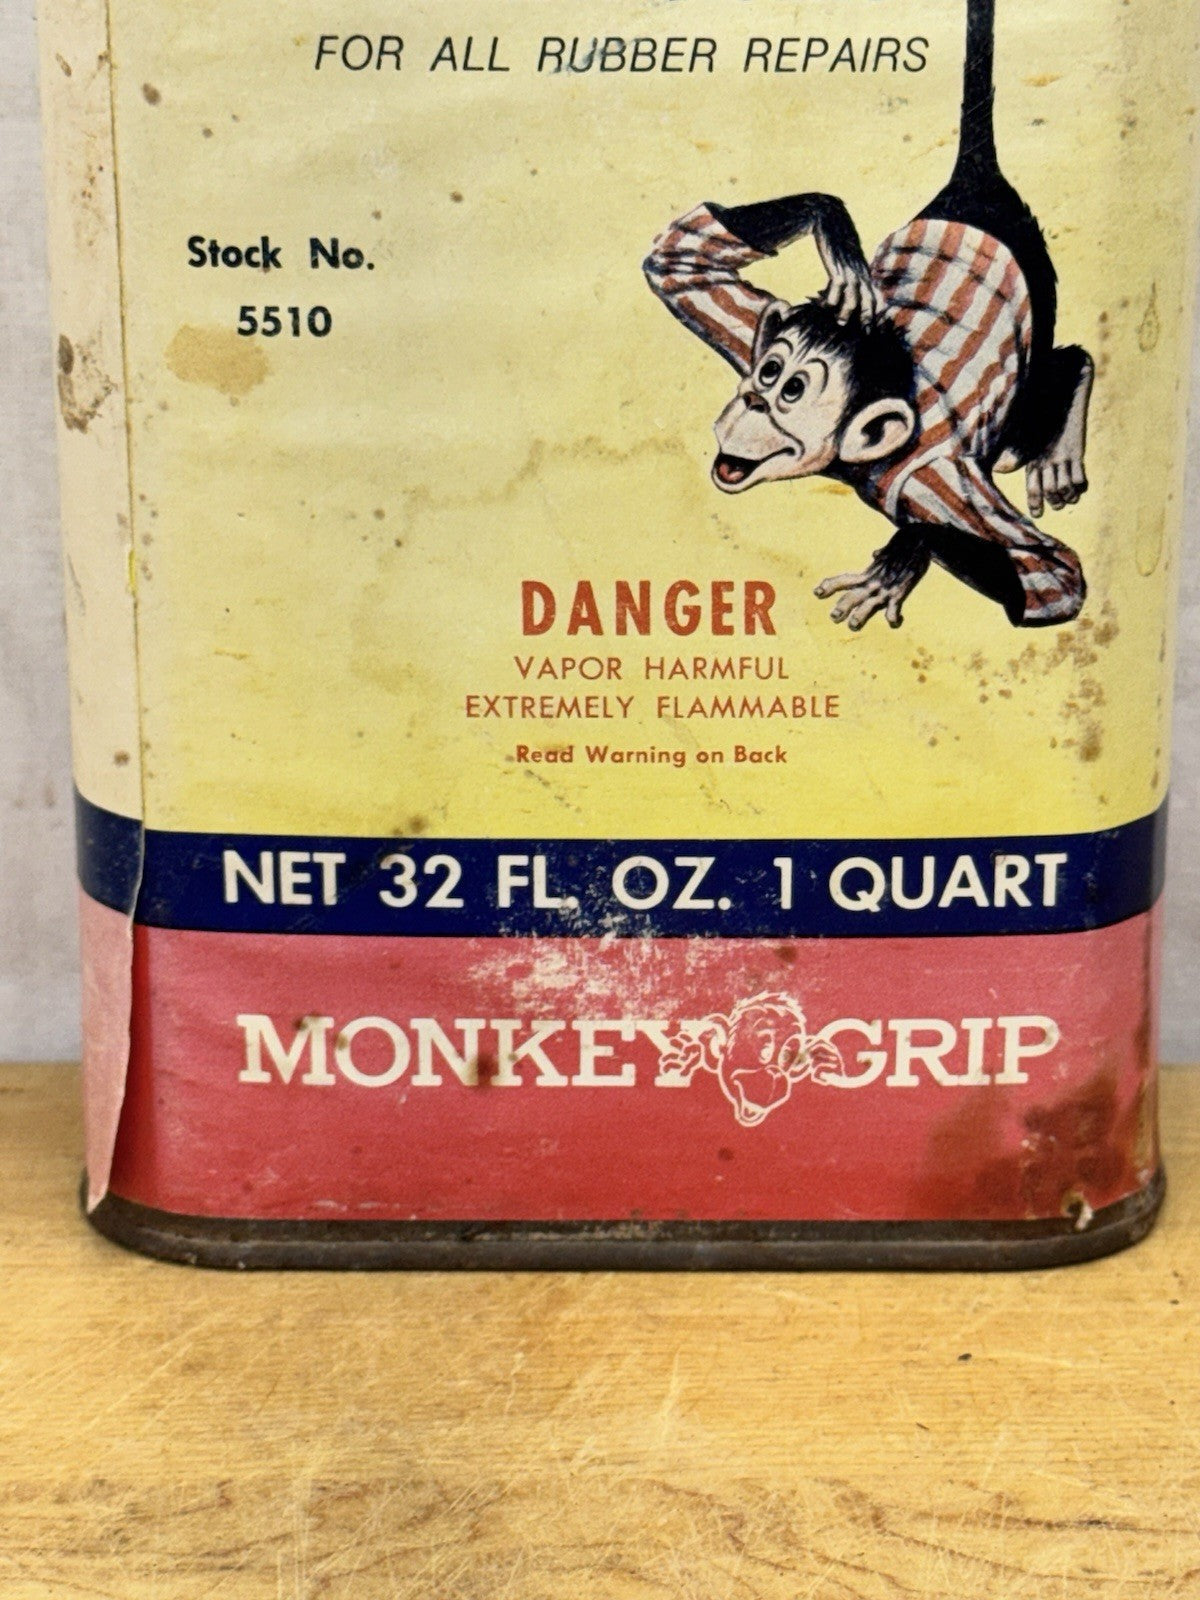 FOR ALL RUBBER REPAIRS
Stock No.
5510
DANGER
VAPOR HARMFUL
EXTREMELY FLAMMABLE
Read Warning on Back
NET 32 FL. OZ. 1 QUART
MONKEY GRIP